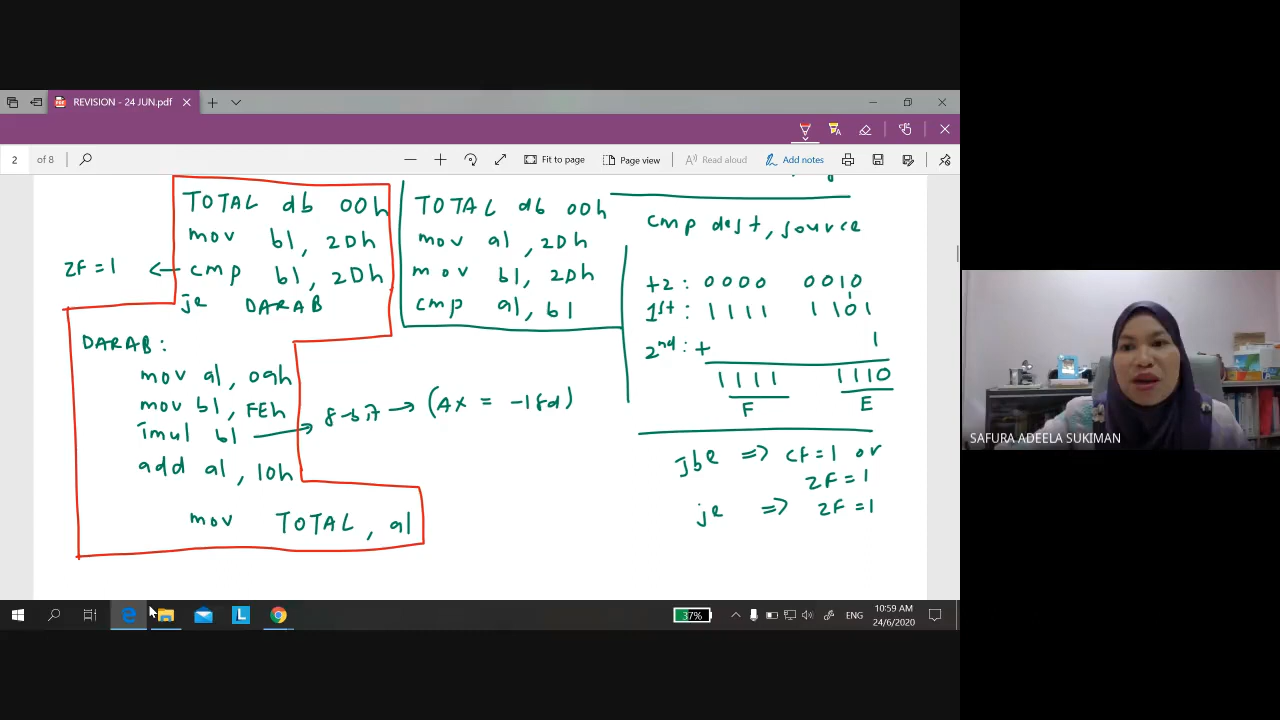 REVISION - 24 JUN.pdf
2 of 8
Fit to page
Page view
Read aloud
Add notes
TOTAL db 00h
mov bl, 2Dh
ZF = 1 ← cmp bl, 2Dh
je DARAB
DARAB:
mov al, 09h
mov bl, FEh
imul bl → 8-bit → (AX = -18d)
add al, 10h
mov TOTAL, al
TOTAL db 00h
mov al, 2Dh
mov bl, 2Dh
cmp al, bl
cmp dest, source
+2: 0000 0010
1st: 1111 1101
2nd: + 1
1111 1110
F E
jbe => CF = 1 or
ZF = 1
je => ZF = 1
SAFURA ADEELA SUKIMAN
37%
ENG
10:59 AM
24/6/2020